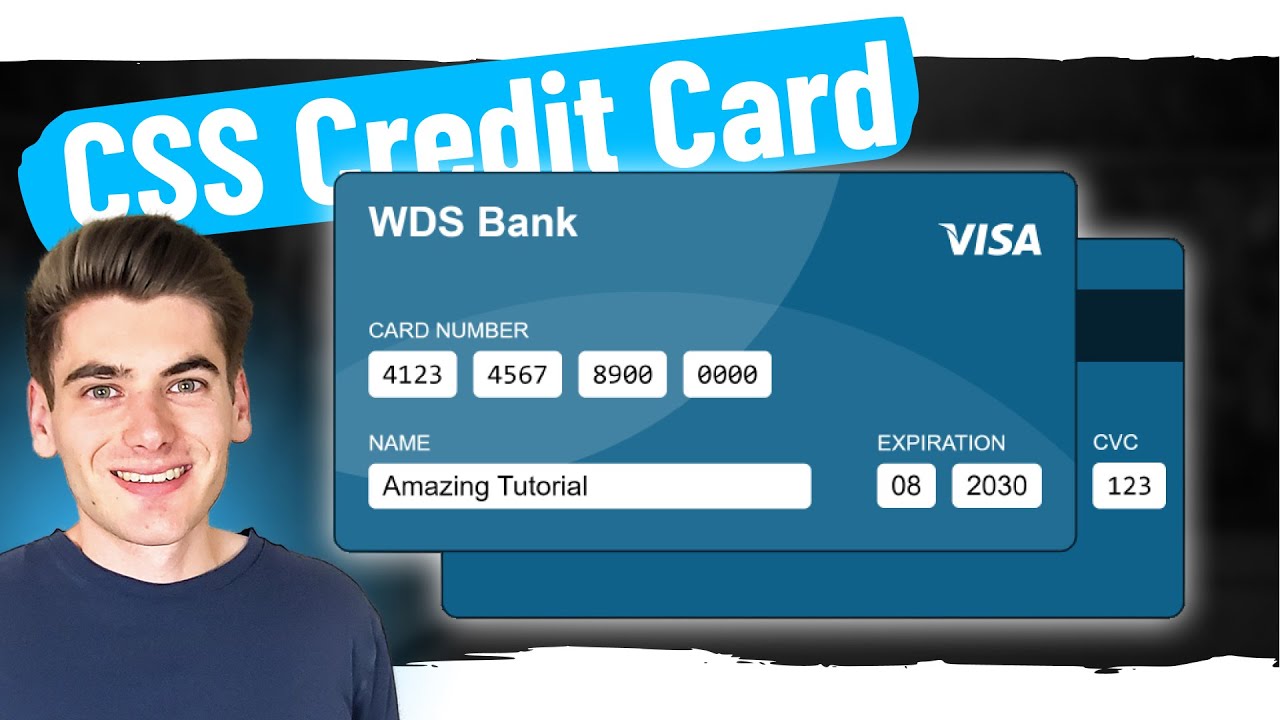 CSS Credit Card
WDS Bank
VISA
CARD NUMBER
4123 4567 8900 0000
NAME
Amazing Tutorial
EXPIRATION
08 2030
CVC
123